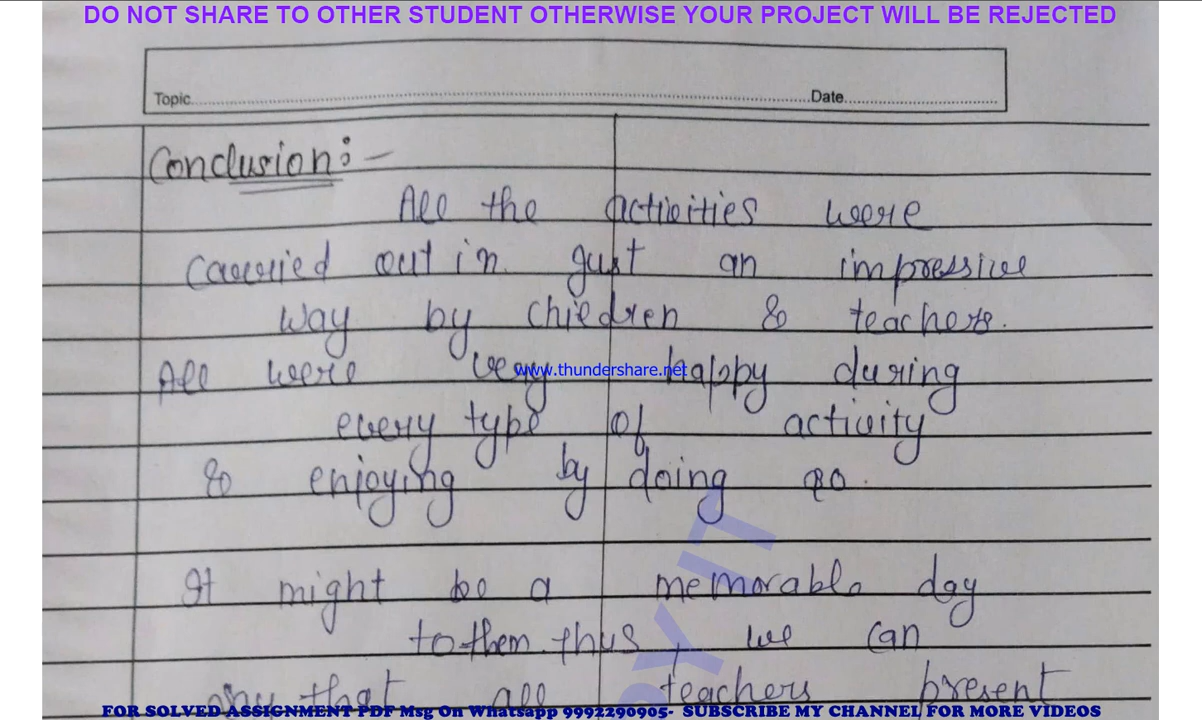 DO NOT SHARE TO OTHER STUDENT OTHERWISE YOUR PROJECT WILL BE REJECTED
Topic Date
Conclusion:-
All the activities were
carried out in just an impressive
way by children & teachers.
All were very happy during
www.thundershare.net
every type of activity
& enjoying by doing so.
It might be a memorable day
to them. thus, we can
say that all teachers present
FOR SOLVED ASSIGNMENT PDF Msg On Whatsapp 9992290905- SUBSCRIBE MY CHANNEL FOR MORE VIDEOS